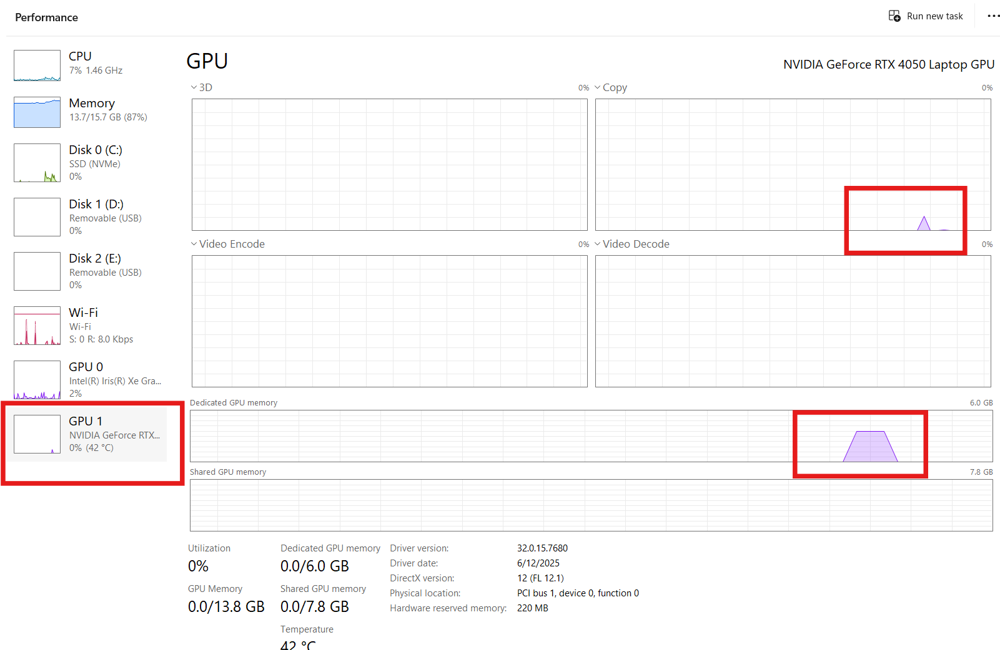 Performance
Run new task
CPU
7% 1.46 GHz
Memory
13.7/15.7 GB (87%)
Disk 0 (C:)
SSD (NVMe)
0%
Disk 1 (D:)
Removable (USB)
0%
Disk 2 (E:)
Removable (USB)
0%
Wi-Fi
Wi-Fi
S: 0 R: 8.0 Kbps
GPU 0
Intel(R) Iris(R) Xe Gra...
2%
GPU 1
NVIDIA GeForce RTX...
0% (42 °C)
GPU
NVIDIA GeForce RTX 4050 Laptop GPU
3D 0%
Copy 0%
Video Encode 0%
Video Decode 0%
Dedicated GPU memory 6.0 GB
Shared GPU memory 7.8 GB
Utilization
0%
GPU Memory
0.0/13.8 GB
Dedicated GPU memory
0.0/6.0 GB
Shared GPU memory
0.0/7.8 GB
Temperature
42 °C
Driver version: 32.0.15.7680
Driver date: 6/12/2025
DirectX version: 12 (FL 12.1)
Physical location: PCI bus 1, device 0, function 0
Hardware reserved memory: 220 MB